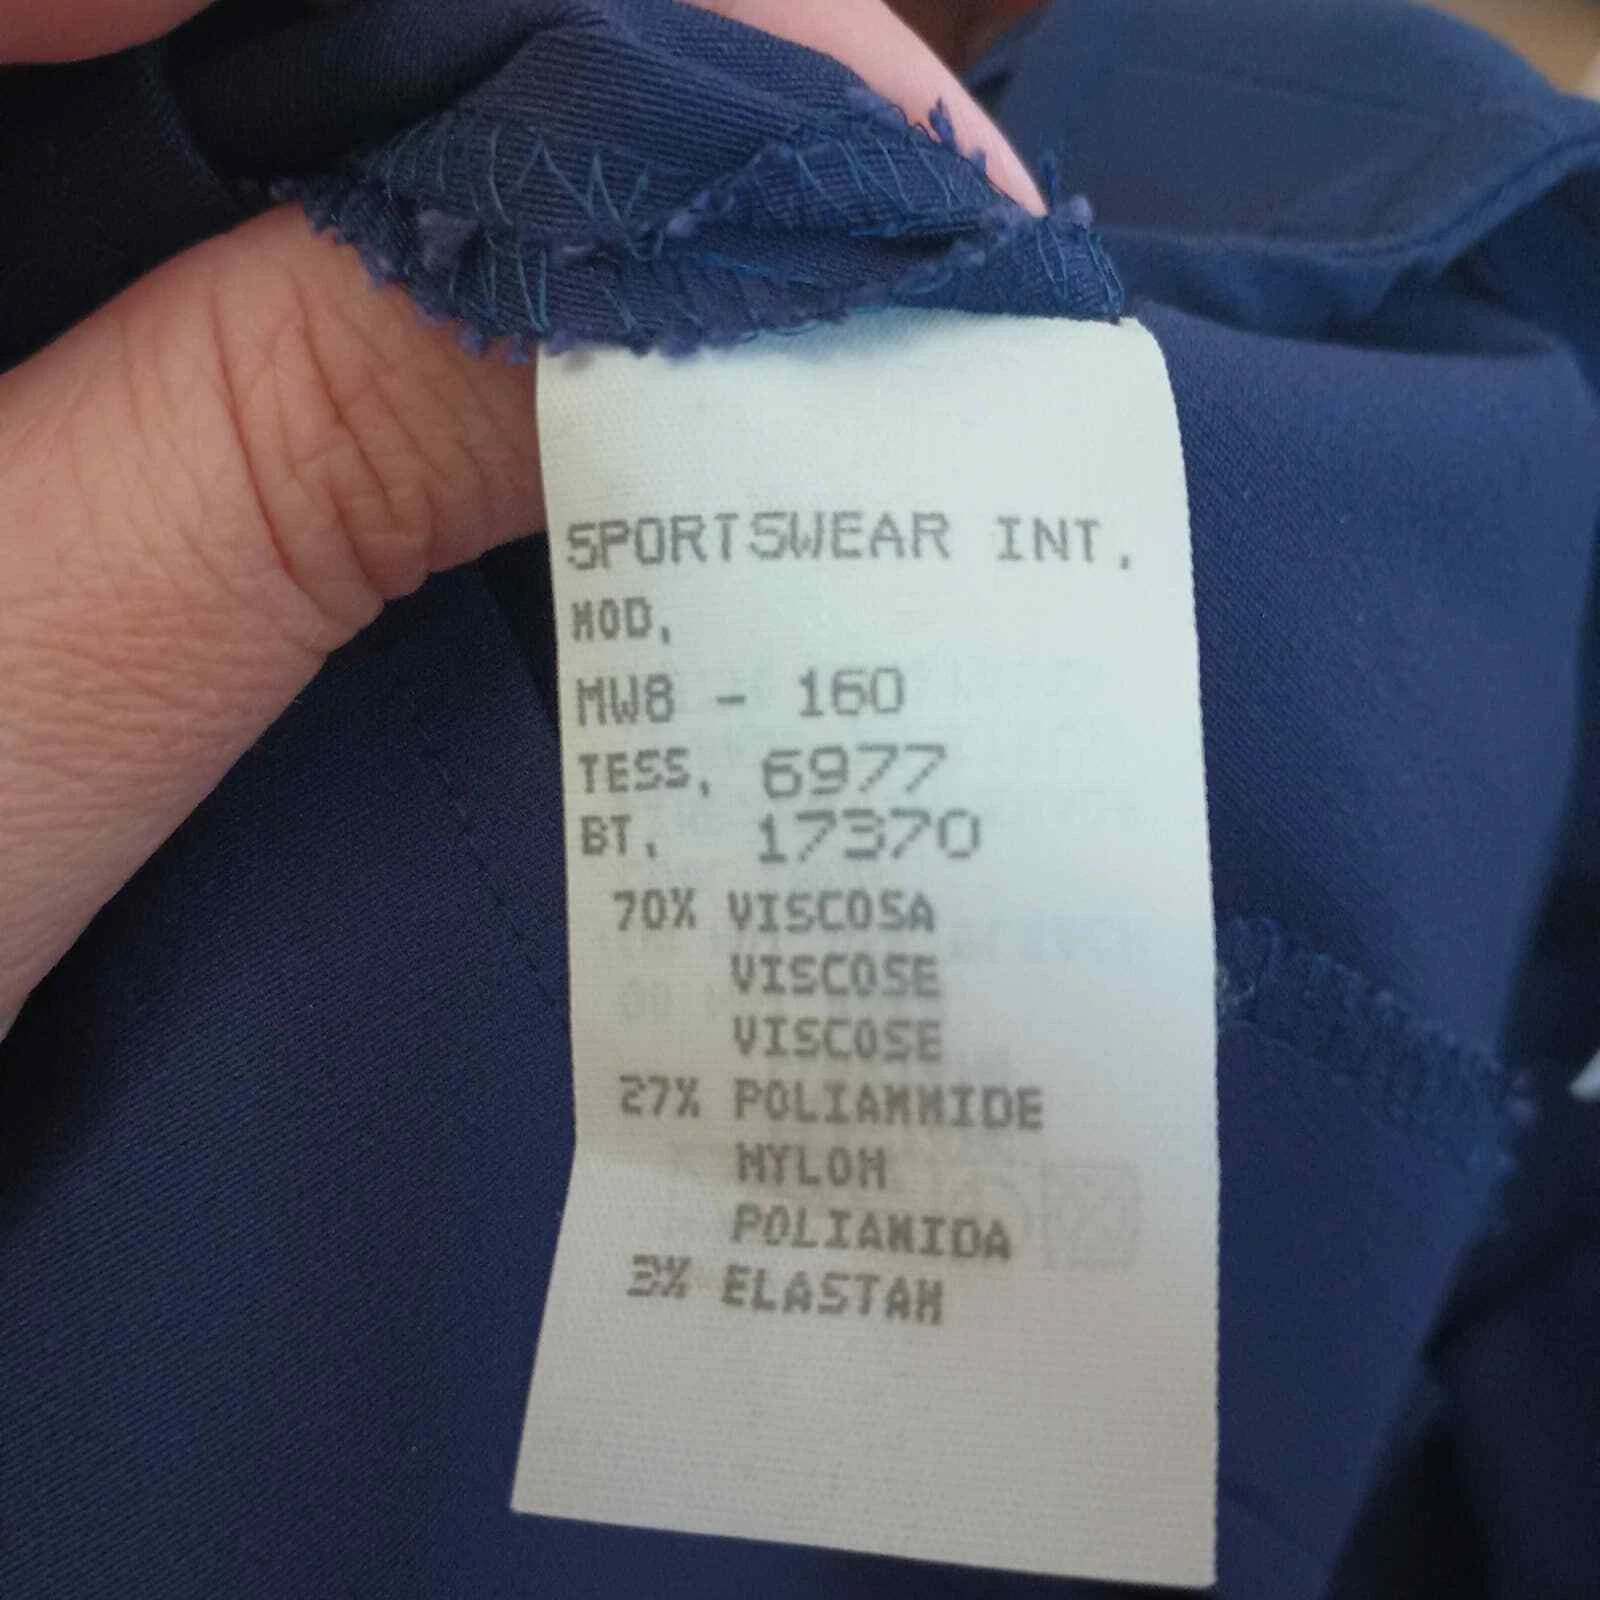 SPORTSWEAR INT.
MOD.
MW8 - 160
TESS. 6977
BT. 17370
70% VISCOSA
VISCOSE
VISCOSE
27% POLIAMMIDE
NYLON
POLIAMIDA
3% ELASTAN